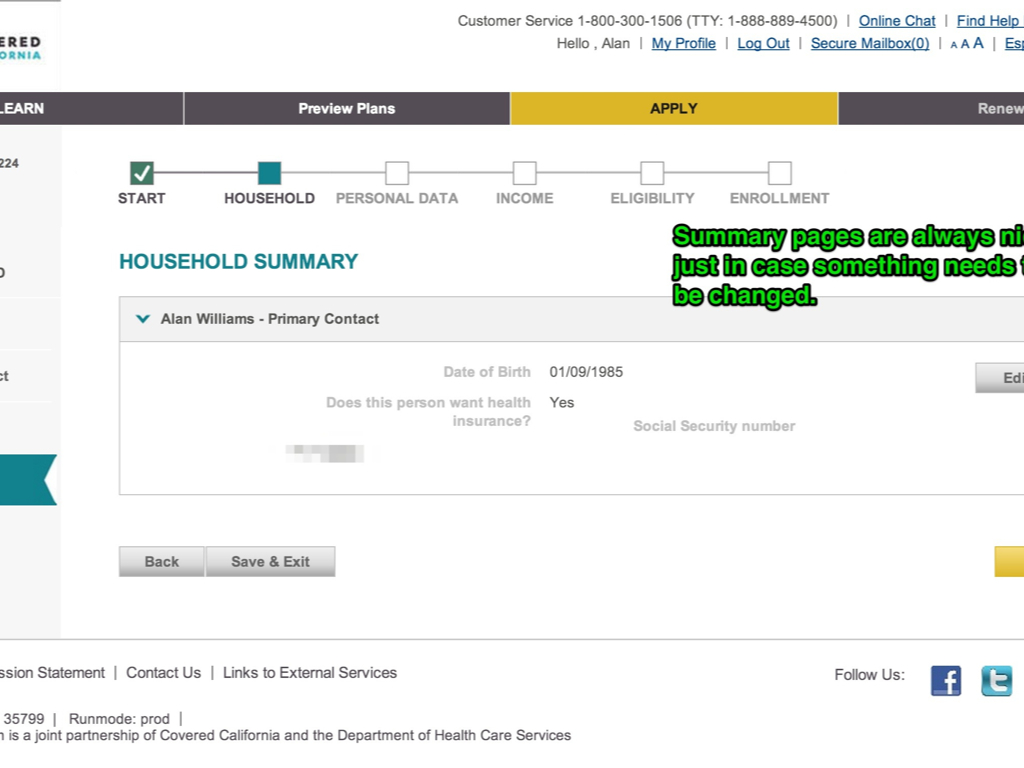 Customer Service 1-800-300-1506 (TTY: 1-888-889-4500) | Online Chat | Find Help
Hello , Alan | My Profile | Log Out | Secure Mailbox(0) | A A A | Esp
ERED
ORNIA
LEARN
Preview Plans
APPLY
Renew
224
START
HOUSEHOLD
PERSONAL DATA
INCOME
ELIGIBILITY
ENROLLMENT
Summary pages are always ni
just in case something needs t
be changed.
HOUSEHOLD SUMMARY
Alan Williams - Primary Contact
ct
Date of Birth 01/09/1985
Edi
Does this person want health Yes
insurance?
Social Security number
Back
Save & Exit
ssion Statement | Contact Us | Links to External Services
Follow Us:
35799 | Runmode: prod |
n is a joint partnership of Covered California and the Department of Health Care Services